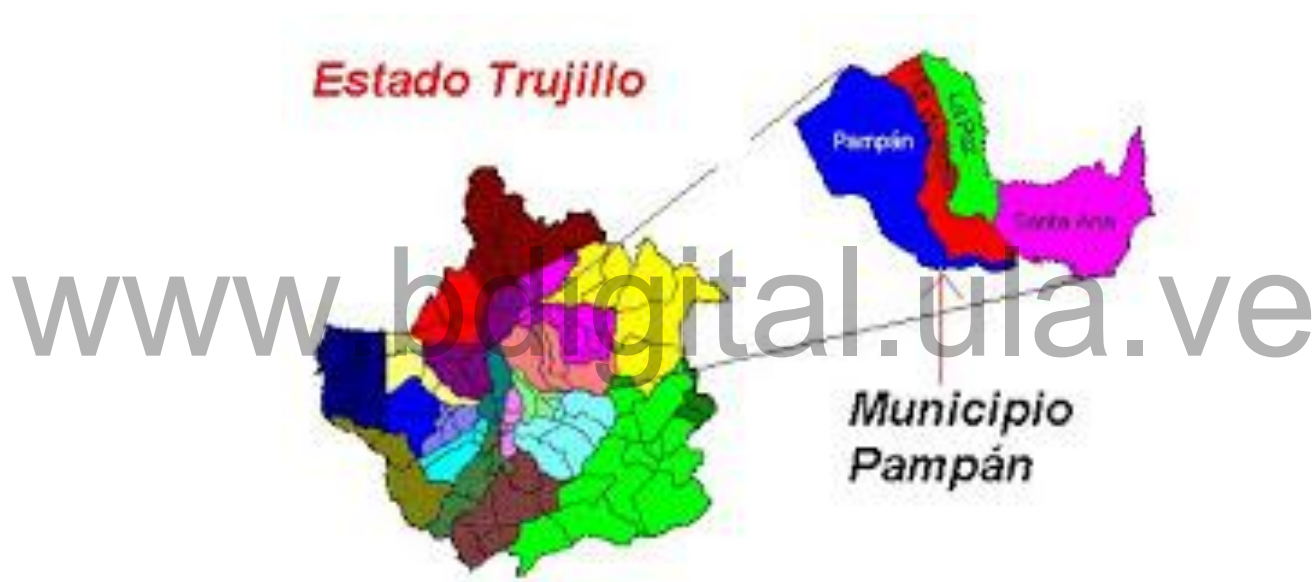 Estado Trujillo
Pampán
La Paz
Santa Ana
www.bdigital.ula.ve
Municipio
Pampán